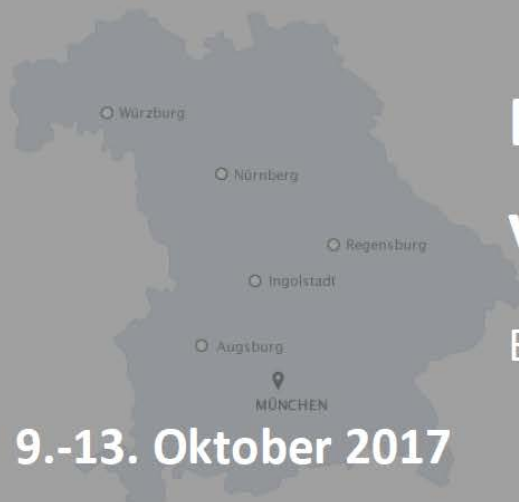 Würzburg
Nürnberg
Regensburg
Ingolstadt
Augsburg
MÜNCHEN
9.-13. Oktober 2017